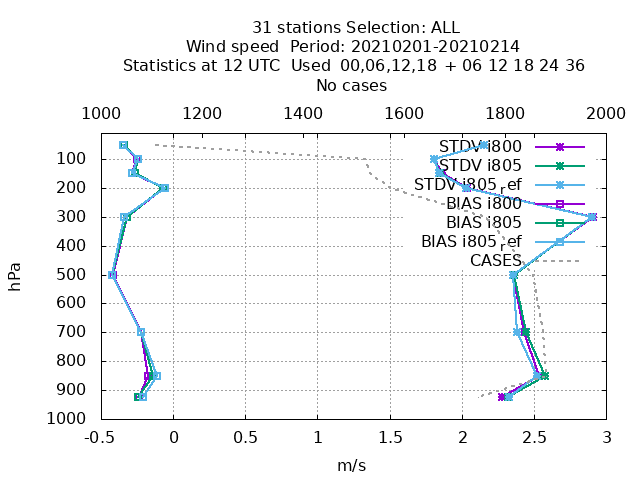 31 stations Selection: ALL
Wind speed  Period: 20210201-20210214
Statistics at 12 UTC  Used  00,06,12,18  + 06 12 18 24 36
No cases
1000 1200 1400 1600 1800 2000
STDV i800
STDV i805
STDV i805ref
BIAS i800
BIAS i805
BIAS i805ref
CASES
100
200
300
400
500
600
700
800
900
1000
hPa
-0.5 0 0.5 1 1.5 2 2.5 3
m/s